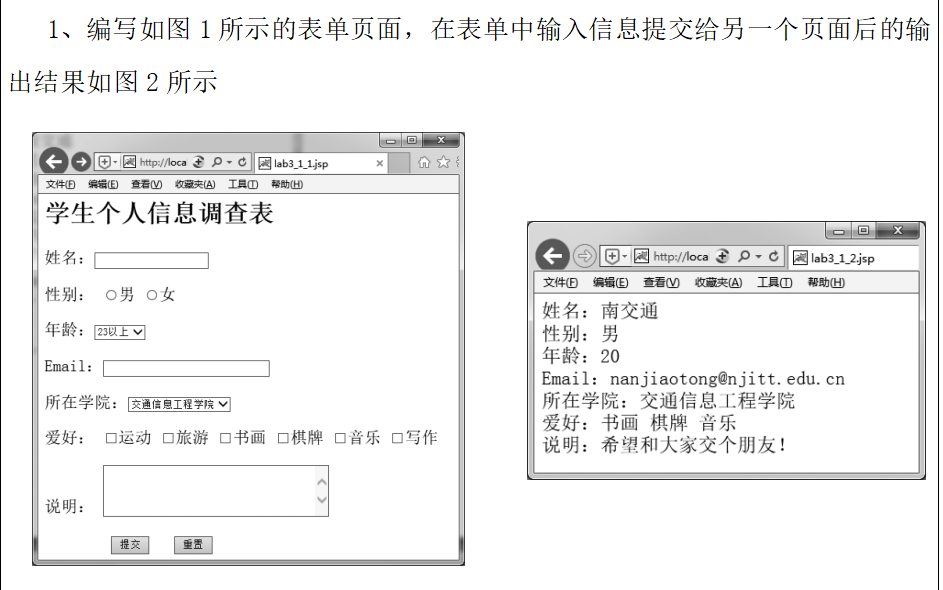 1、编写如图 1 所示的表单页面，在表单中输入信息提交给另一个页面后的输
出结果如图 2 所示
http://loca
lab3_1_1.jsp
文件(F) 编辑(E) 查看(V) 收藏夹(A) 工具(T) 帮助(H)
学生个人信息调查表
姓名：
性别： 男 女
年龄： 23以上
Email：
所在学院： 交通信息工程学院
爱好： 运动 旅游 书画 棋牌 音乐 写作
说明：
提交 重置
http://loca
lab3_1_2.jsp
文件(F) 编辑(E) 查看(V) 收藏夹(A) 工具(T) 帮助(H)
姓名：南交通
性别：男
年龄：20
Email：nanjiaotong@njitt.edu.cn
所在学院：交通信息工程学院
爱好：书画 棋牌 音乐
说明：希望和大家交个朋友！